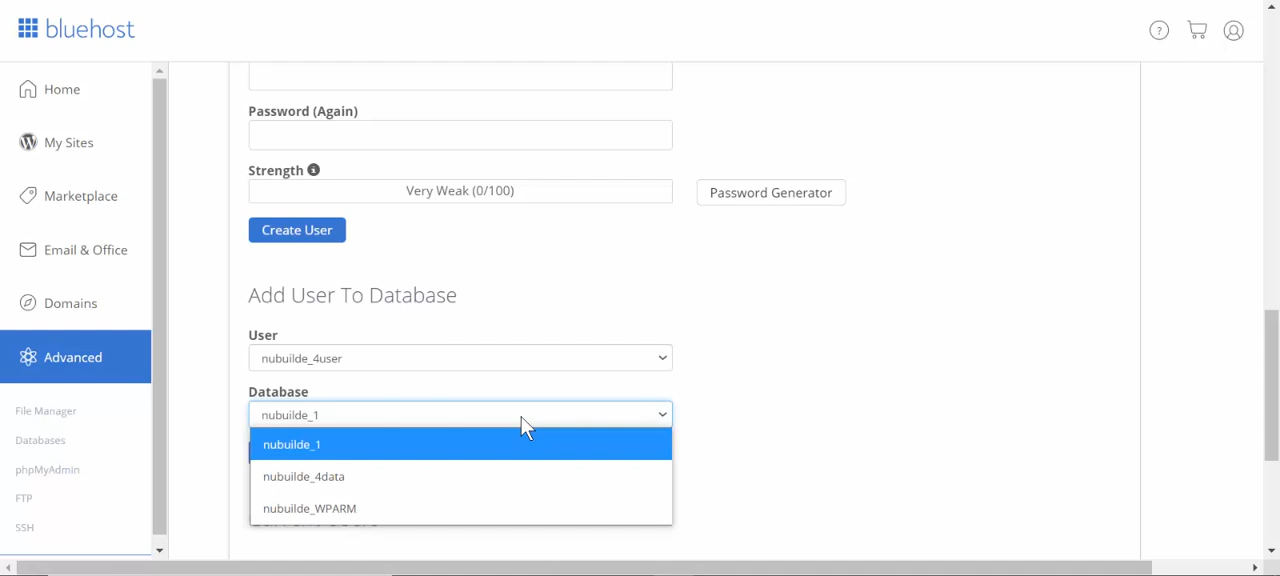 bluehost
?
Home
My Sites
Marketplace
Email & Office
Domains
Advanced
File Manager
Databases
phpMyAdmin
FTP
SSH
Password (Again)
Strength
Very Weak (0/100)
Password Generator
Create User
Add User To Database
User
nubuilde_4user
Database
nubuilde_1
nubuilde_1
nubuilde_4data
nubuilde_WPARM